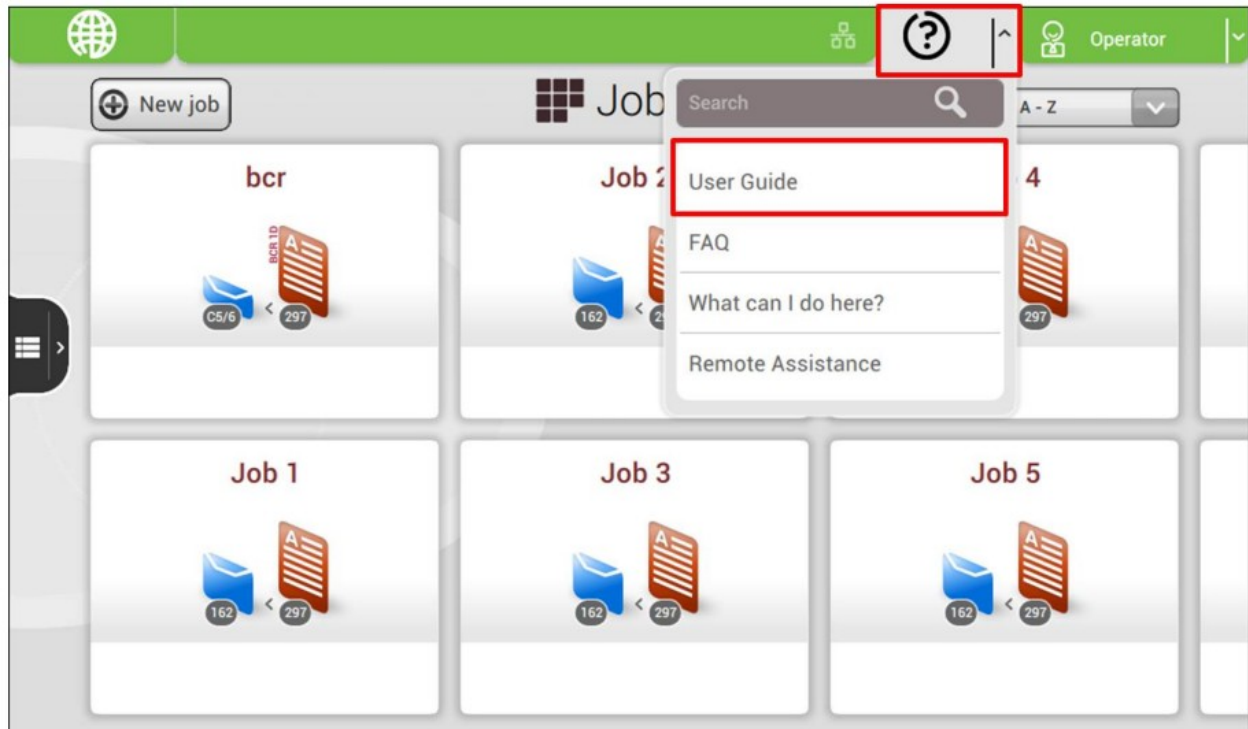 Operator
New job
Job
Search
A - Z
bcr
Job 2
4
User Guide
BCR 1D
A
A
A
FAQ
C5/6 < 297
162 < 2
297
What can I do here?
Remote Assistance
Job 1
Job 3
Job 5
A
A
A
162 < 297
162 < 297
162 < 297